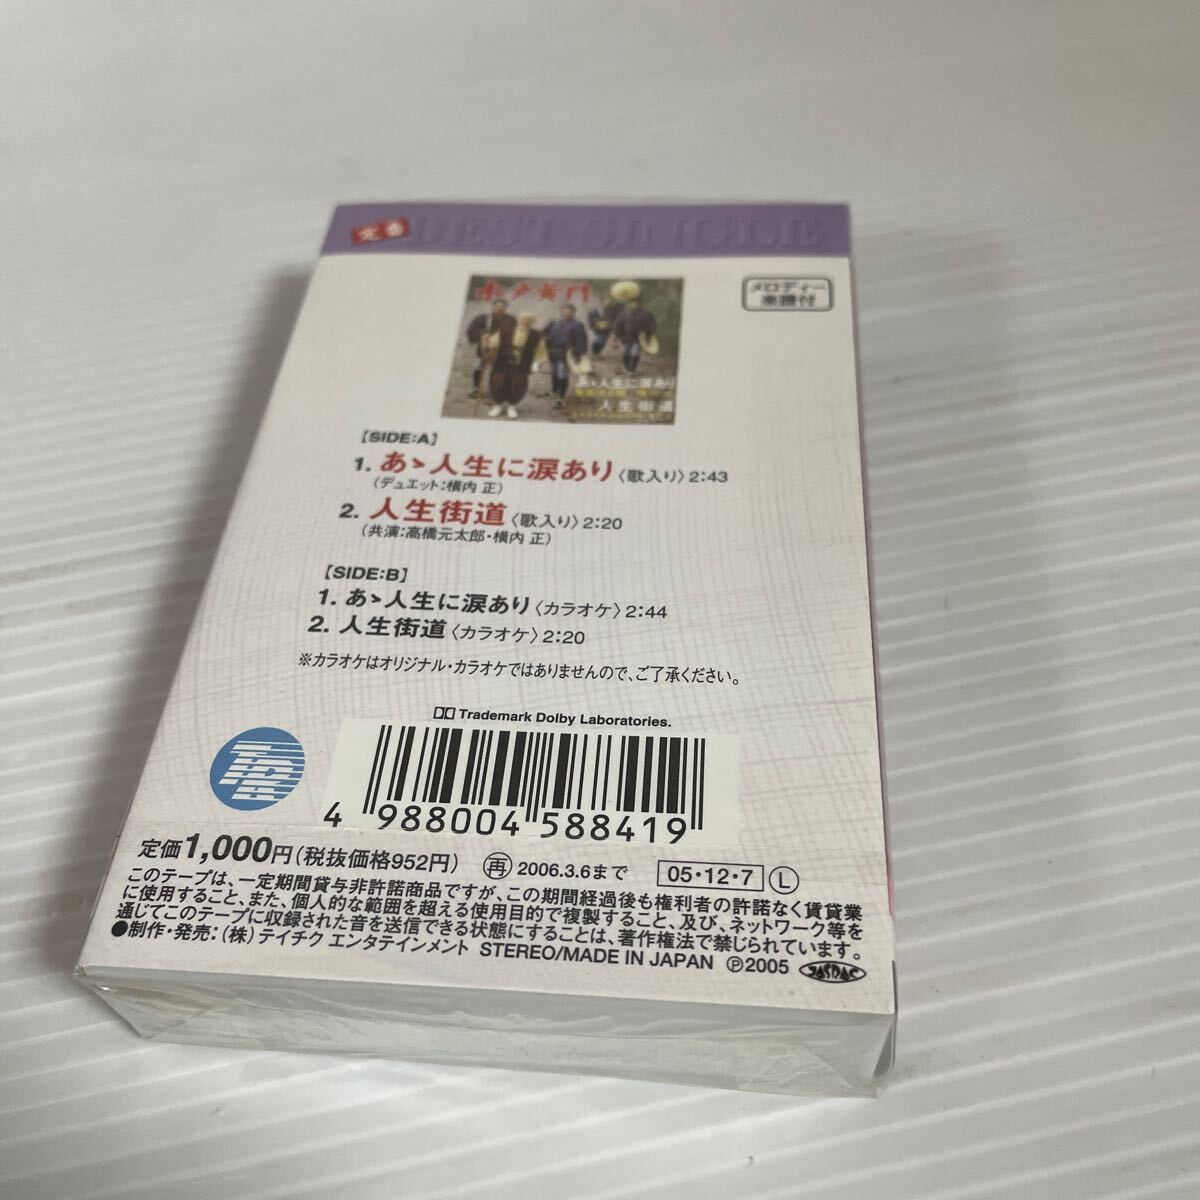 定番 BEST SINGLE
メロディー
楽譜付
水戸黄門
あゝ人生に涙あり
人生街道
【SIDE:A】
1. あゝ人生に涙あり〈歌入り〉2:43
(デュエット:横内 正)
2. 人生街道〈歌入り〉2:20
(共演:高橋元太郎・横内 正)
【SIDE:B】
1. あゝ人生に涙あり〈カラオケ〉2:44
2. 人生街道〈カラオケ〉2:20
※カラオケはオリジナル・カラオケではありませんので、ご了承ください。
Trademark Dolby Laboratories.
4 988004 588419
定価1,000円(税抜価格952円) 再 2006.3.6まで 05・12・7 L
このテープは、一定期間貸与非許諾商品ですが、この期間経過後も権利者の許諾なく賃貸業
に使用すること、また、個人的な範囲を超える使用目的で複製すること、及び、ネットワーク等を
通じてこのテープに収録された音を送信できる状態にすることは、著作権法で禁じられています。
●制作・発売:(株)テイチク エンタテインメント STEREO/MADE IN JAPAN ℗2005 JASRAC